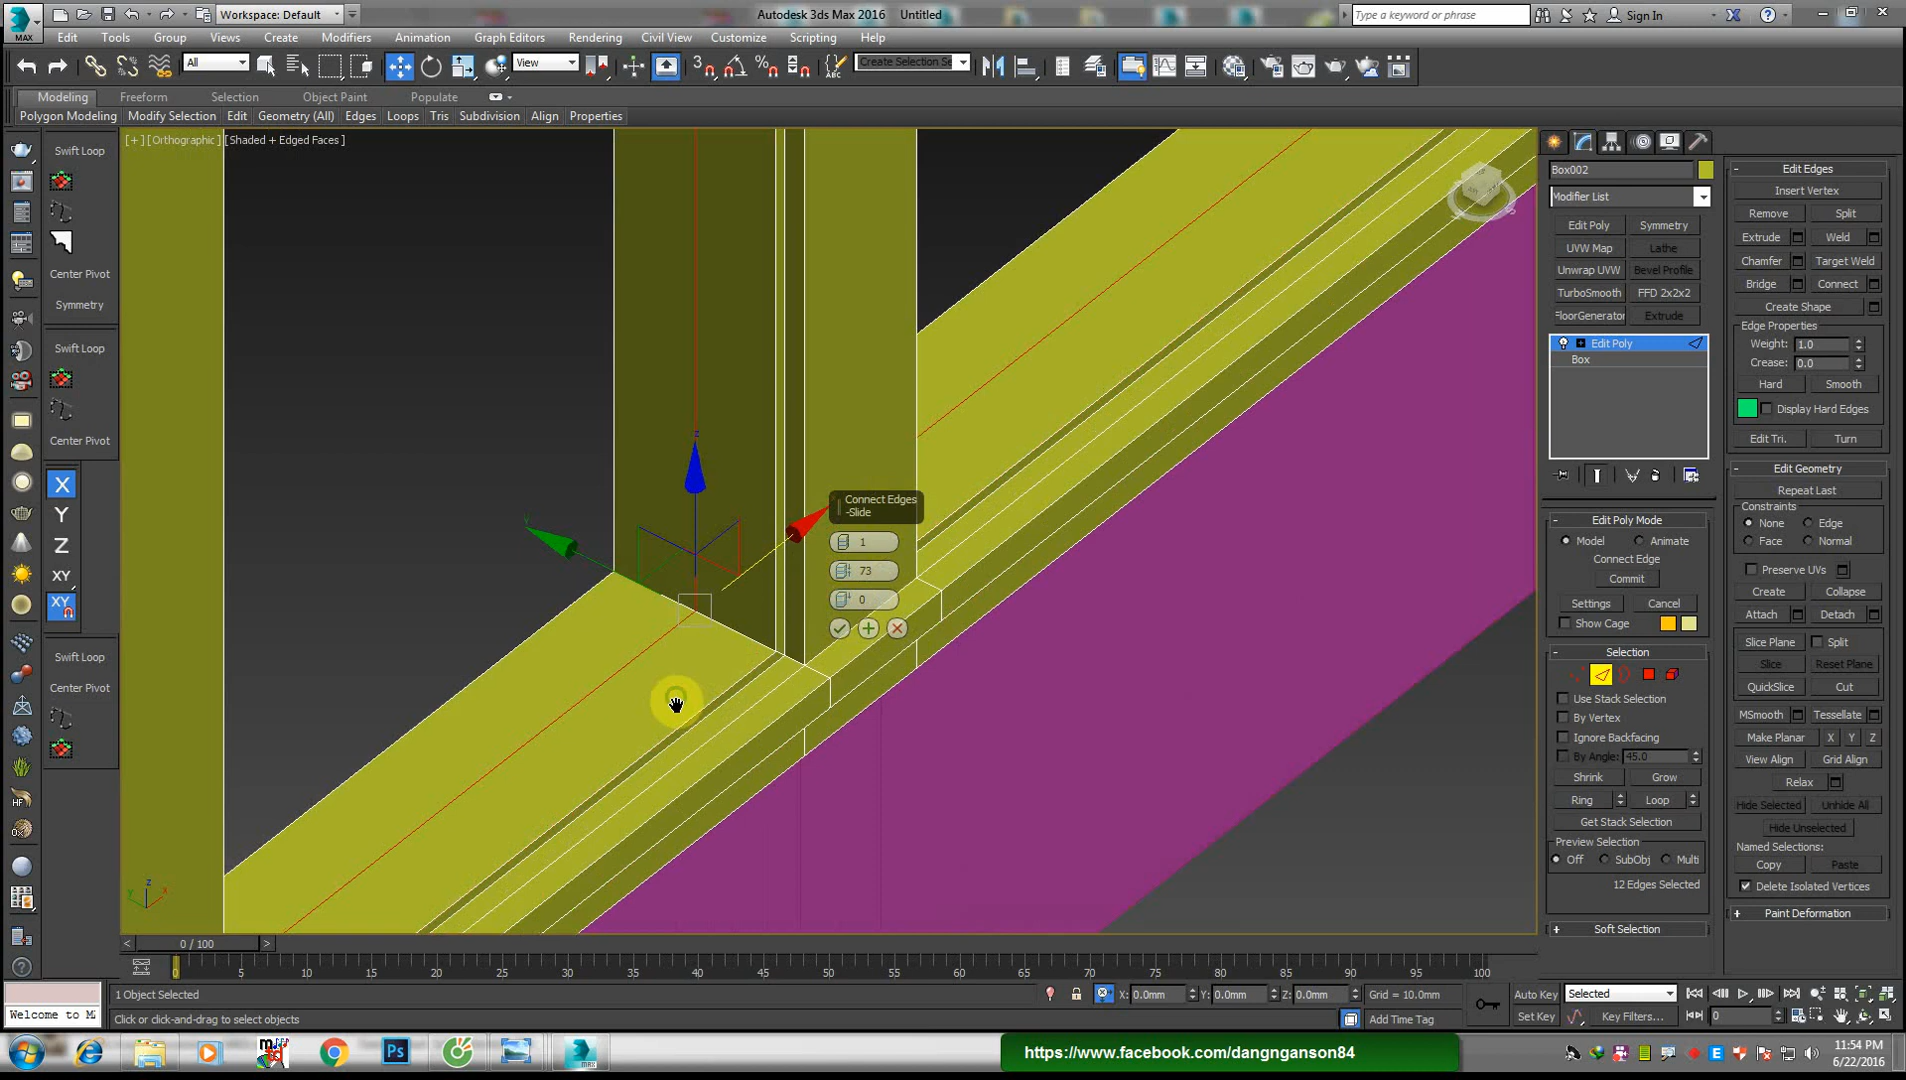 MAX
Workspace: Default
Autodesk 3ds Max 2016 Untitled
Type a keyword or phrase
Sign In
Edit Tools Group Views Create Modifiers Animation Graph Editors Rendering Civil View Customize Scripting Help
All
View
3
Create Selection Se
Modeling Freeform Selection Object Paint Populate
Polygon Modeling Modify Selection Edit Geometry (All) Edges Loops Tris Subdivision Align Properties
[+] [Orthographic] [Shaded + Edged Faces]
Swift Loop
Center Pivot
Symmetry
Swift Loop
Center Pivot
X
Y
Z
XY
XY
Swift Loop
Center Pivot
HF
Connect Edges
-Slide
1
73
0
Box002
Modifier List
Edit Poly Symmetry
UVW Map Lathe
Unwrap UVW Bevel Profile
TurboSmooth FFD 2x2x2
FloorGenerator Extrude
Edit Poly
Box
Edit Poly Mode
Model Animate
Connect Edge
Commit
Settings Cancel
Show Cage
Selection
Use Stack Selection
By Vertex
Ignore Backfacing
By Angle: 45.0
Shrink Grow
Ring Loop
Get Stack Selection
Preview Selection
Off SubObj Multi
12 Edges Selected
Soft Selection
Edit Edges
Insert Vertex
Remove Split
Extrude Weld
Chamfer Target Weld
Bridge Connect
Create Shape
Edge Properties
Weight: 1.0
Crease: 0.0
Hard Smooth
Display Hard Edges
Edit Tri. Turn
Edit Geometry
Repeat Last
Constraints
None Edge
Face Normal
Preserve UVs
Create Collapse
Attach Detach
Slice Plane Split
Slice Reset Plane
QuickSlice Cut
MSmooth Tessellate
Make Planar X Y Z
View Align Grid Align
Relax
Hide Selected Unhide All
Hide Unselected
Named Selections:
Copy Paste
Delete Isolated Vertices
Paint Deformation
< 0 / 100 >
0 5 10 15 20 25 30 35 40 45 50 55 60 65 70 75 80 85 90 95 100
1 Object Selected
X: 0.0mm Y: 0.0mm Z: 0.0mm Grid = 10.0mm
Auto Key Selected
Welcome to M
Click or click-and-drag to select objects
Add Time Tag
Set Key Key Filters... 0
Ps
MAX
https://www.facebook.com/dangnganson84
11:54 PM
6/22/2016